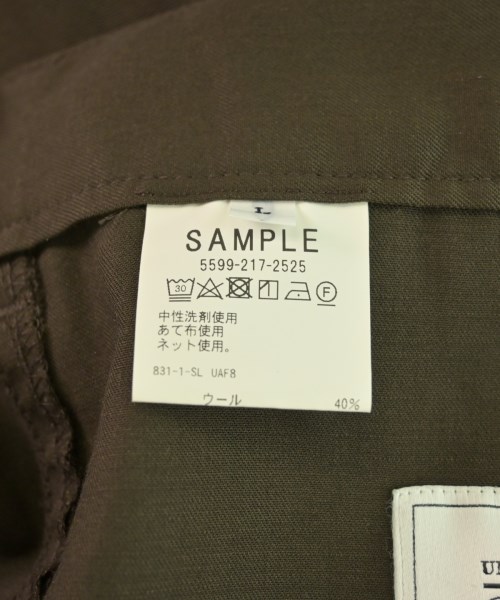 L
SAMPLE
5599-217-2525
30
F
中性洗剤使用
あて布使用
ネット使用。
831-1-SL UAF8
ウール 40%